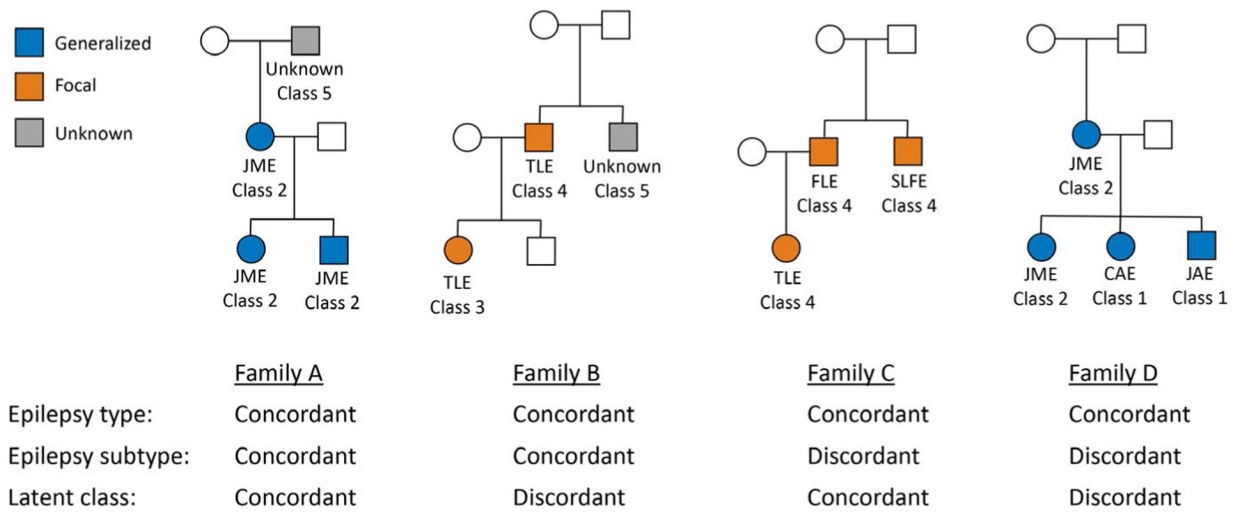 Generalized
Focal
Unknown
Unknown
Class 5
JME
Class 2
JME
Class 2
JME
Class 2
TLE
Class 4
Unknown
Class 5
TLE
Class 3
FLE
Class 4
SLFE
Class 4
TLE
Class 4
JME
Class 2
JME
Class 2
CAE
Class 1
JAE
Class 1
Family A Family B Family C Family D
Epilepsy type: Concordant Concordant Concordant Concordant
Epilepsy subtype: Concordant Concordant Discordant Discordant
Latent class: Concordant Discordant Concordant Discordant